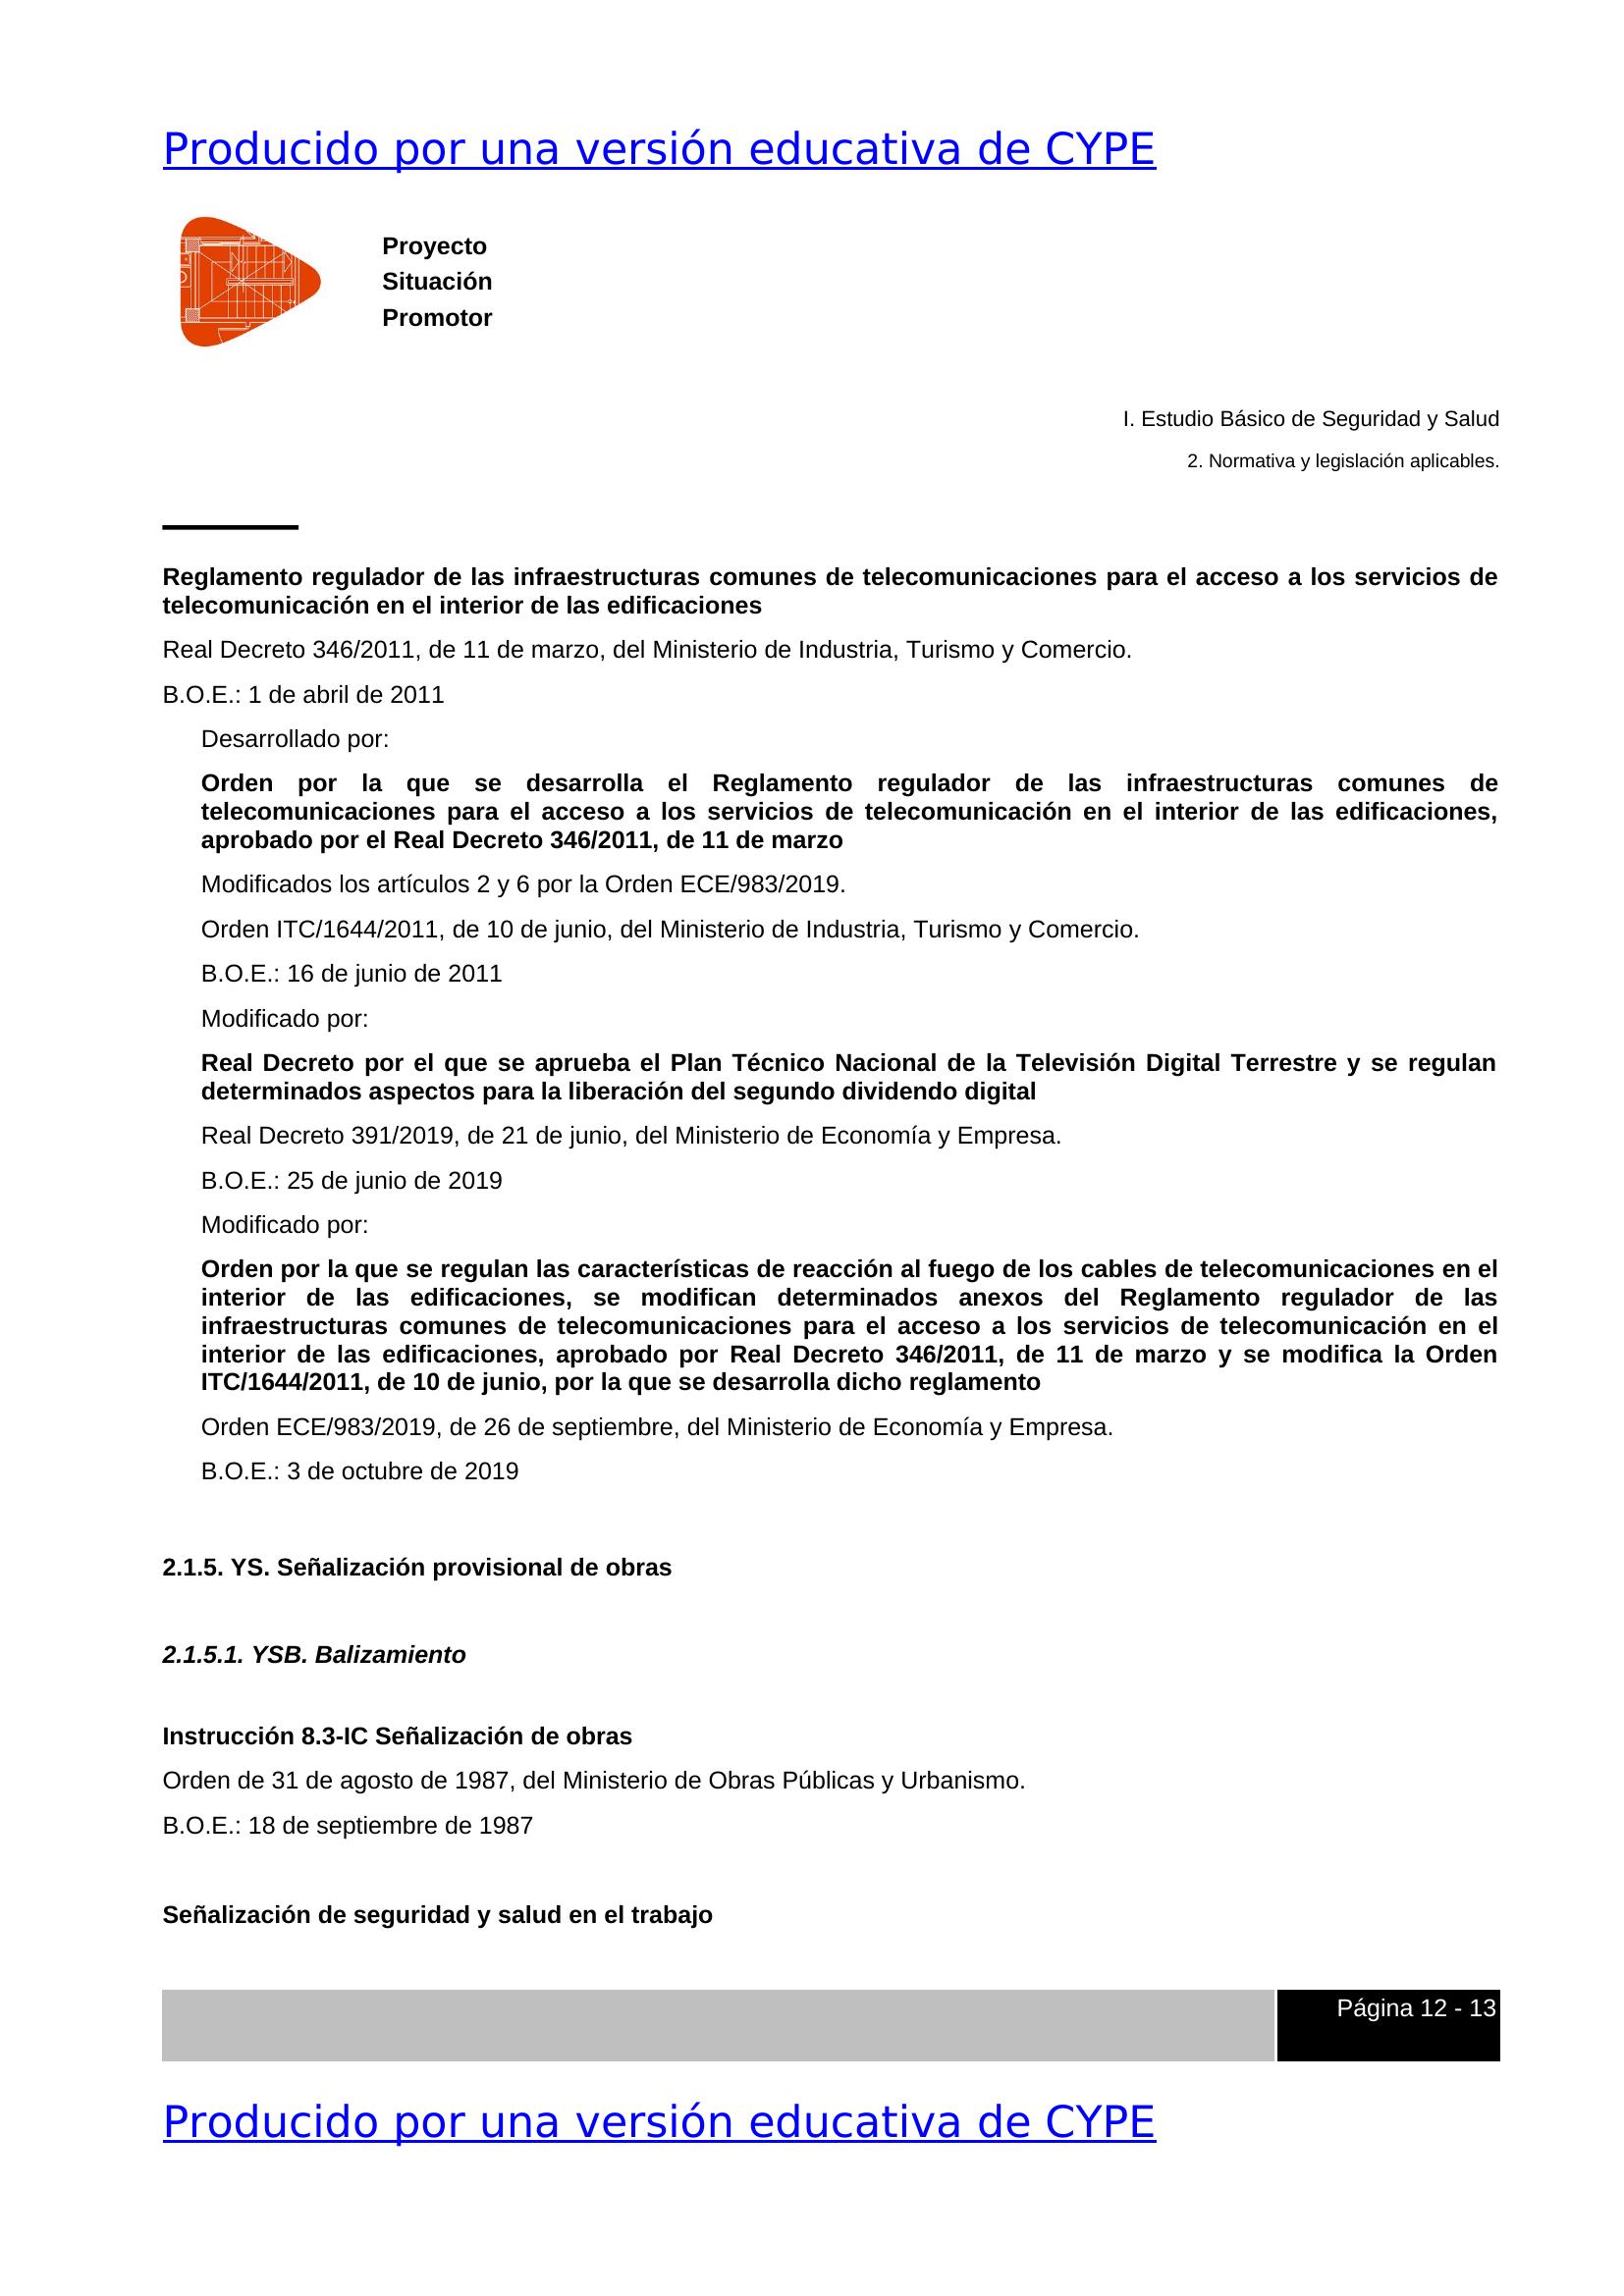 Producido por una versión educativa de CYPE
Proyecto
Situación
Promotor
I. Estudio Básico de Seguridad y Salud
2. Normativa y legislación aplicables.
Reglamento regulador de las infraestructuras comunes de telecomunicaciones para el acceso a los servicios de
telecomunicación en el interior de las edificaciones
Real Decreto 346/2011, de 11 de marzo, del Ministerio de Industria, Turismo y Comercio.
B.O.E.: 1 de abril de 2011
Desarrollado por:
Orden por la que se desarrolla el Reglamento regulador de las infraestructuras comunes de
telecomunicaciones para el acceso a los servicios de telecomunicación en el interior de las edificaciones,
aprobado por el Real Decreto 346/2011, de 11 de marzo
Modificados los artículos 2 y 6 por la Orden ECE/983/2019.
Orden ITC/1644/2011, de 10 de junio, del Ministerio de Industria, Turismo y Comercio.
B.O.E.: 16 de junio de 2011
Modificado por:
Real Decreto por el que se aprueba el Plan Técnico Nacional de la Televisión Digital Terrestre y se regulan
determinados aspectos para la liberación del segundo dividendo digital
Real Decreto 391/2019, de 21 de junio, del Ministerio de Economía y Empresa.
B.O.E.: 25 de junio de 2019
Modificado por:
Orden por la que se regulan las características de reacción al fuego de los cables de telecomunicaciones en el
interior de las edificaciones, se modifican determinados anexos del Reglamento regulador de las
infraestructuras comunes de telecomunicaciones para el acceso a los servicios de telecomunicación en el
interior de las edificaciones, aprobado por Real Decreto 346/2011, de 11 de marzo y se modifica la Orden
ITC/1644/2011, de 10 de junio, por la que se desarrolla dicho reglamento
Orden ECE/983/2019, de 26 de septiembre, del Ministerio de Economía y Empresa.
B.O.E.: 3 de octubre de 2019
2.1.5. YS. Señalización provisional de obras
2.1.5.1. YSB. Balizamiento
Instrucción 8.3-IC Señalización de obras
Orden de 31 de agosto de 1987, del Ministerio de Obras Públicas y Urbanismo.
B.O.E.: 18 de septiembre de 1987
Señalización de seguridad y salud en el trabajo
Página 12 - 13
Producido por una versión educativa de CYPE